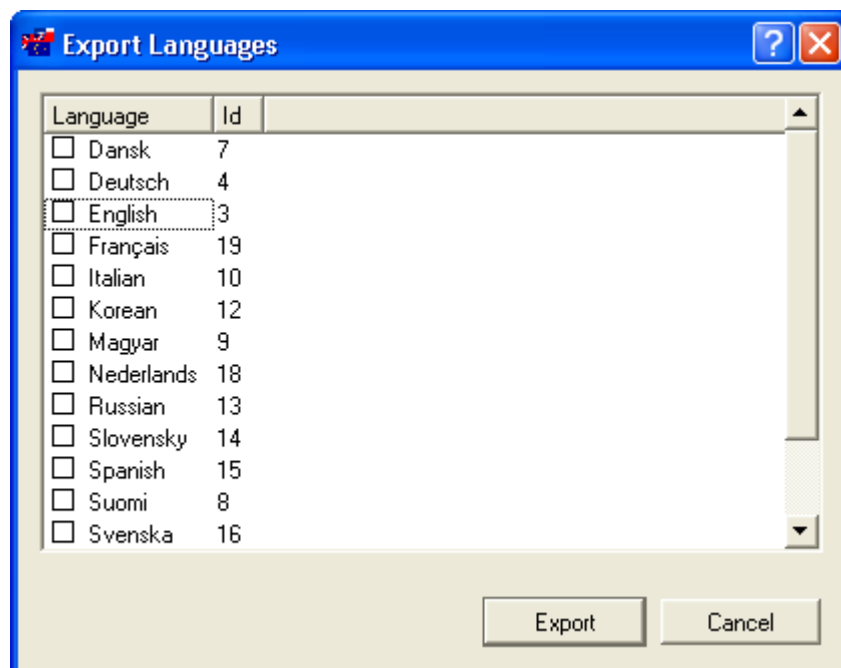 Export Languages
Language Id
Dansk 7
Deutsch 4
English 3
Français 19
Italian 10
Korean 12
Magyar 9
Nederlands 18
Russian 13
Slovensky 14
Spanish 15
Suomi 8
Svenska 16
Export Cancel